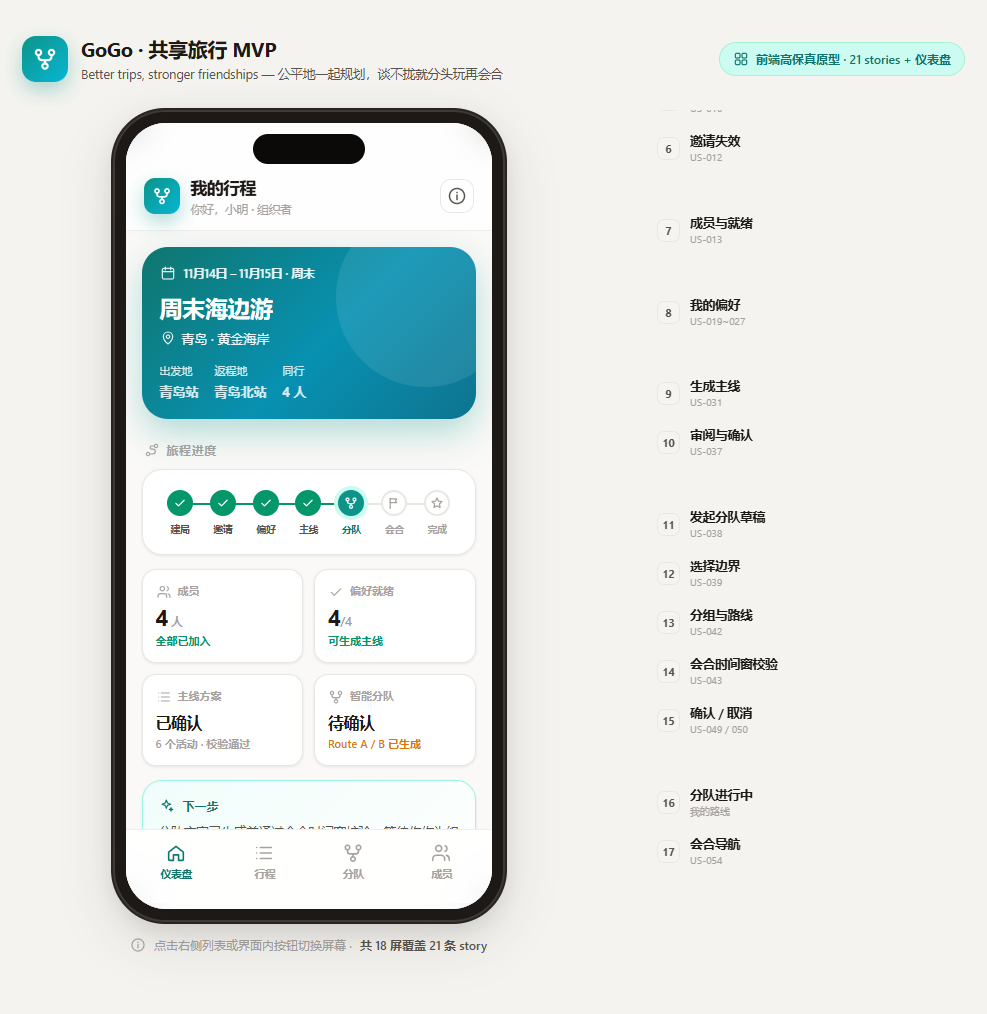 GoGo · 共享旅行 MVP
Better trips, stronger friendships — 公平地一起规划，谈不拢就分头玩再会合
前端高保真原型 · 21 stories + 仪表盘
我的行程
你好，小明 · 组织者
11月14日 – 11月15日 · 周末
周末海边游
青岛 · 黄金海岸
出发地 返程地 同行
青岛站 青岛北站 4 人
旅程进度
建局 邀请 偏好 主线 分队 会合 完成
成员
4 人
全部已加入
偏好就绪
4/4
可生成主线
主线方案
已确认
6 个活动 · 校验通过
智能分队
待确认
Route A / B 已生成
下一步
仪表盘 行程 分队 成员
点击右侧列表或界面内按钮切换屏幕 · 共 18 屏覆盖 21 条 story
6 邀请失效
US-012
7 成员与就绪
US-013
8 我的偏好
US-019~027
9 生成主线
US-031
10 审阅与确认
US-037
11 发起分队草稿
US-038
12 选择边界
US-039
13 分组与路线
US-042
14 会合时间窗校验
US-043
15 确认 / 取消
US-049 / 050
16 分队进行中
我的路线
17 会合导航
US-054